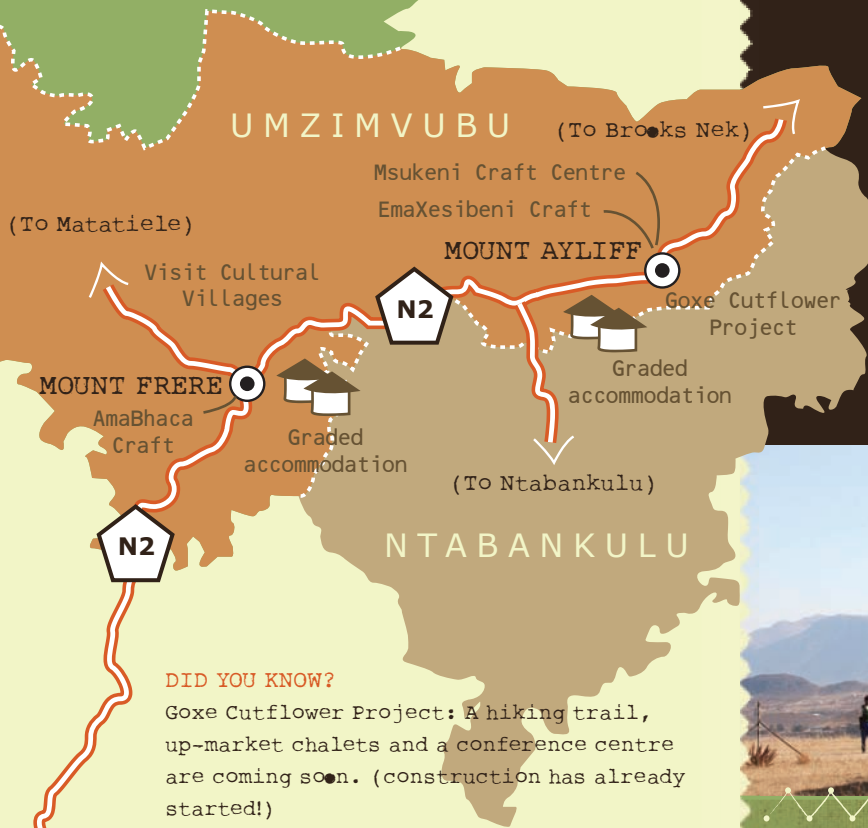 UMZIMVUBU
(To Brooks Nek)
Msukeni Craft Centre
EmaXesibeni Craft
(To Matatiele)
MOUNT AYLIFF
Visit Cultural
Villages
N2
Goxe Cutflower
Project
Graded
accommodation
MOUNT FRERE
AmaBhaca
Craft
Graded
accommodation
(To Ntabankulu)
N2
NTABANKULU
DID YOU KNOW?
Goxe Cutflower Project: A hiking trail,
up-market chalets and a conference centre
are coming soon. (construction has already
started!)